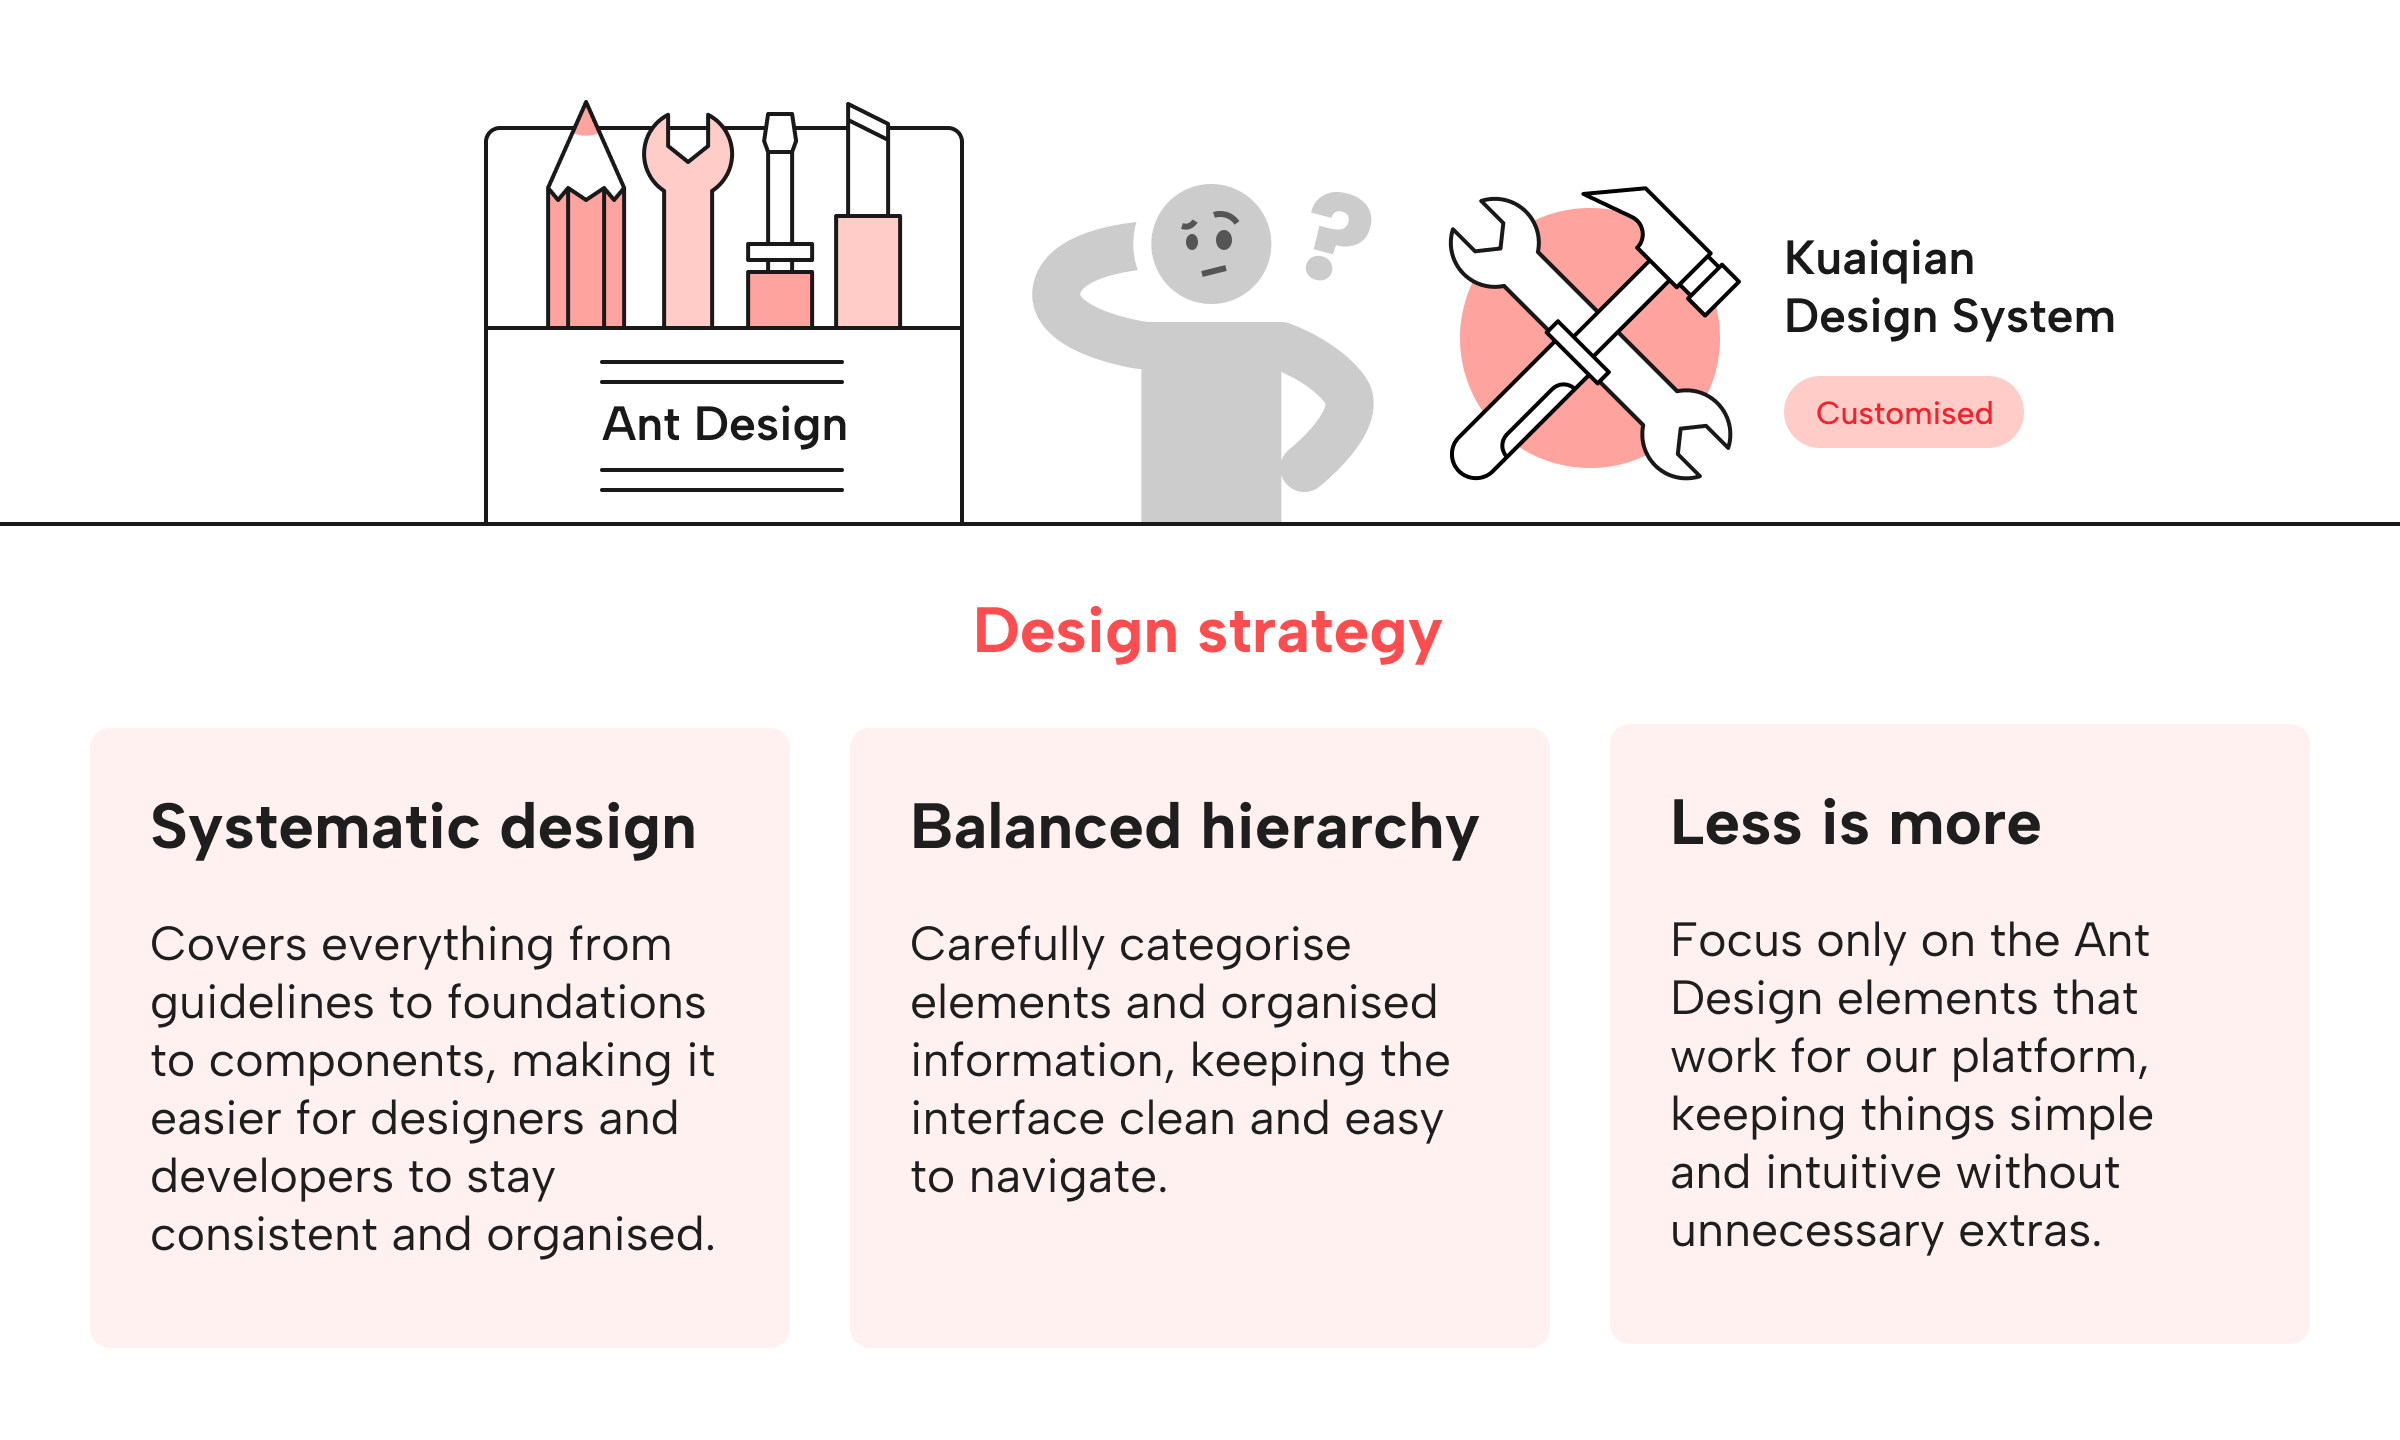 Ant Design
?
Kuaiqian
Design System
Customised
Design strategy
Systematic design
Covers everything from
guidelines to foundations
to components, making it
easier for designers and
developers to stay
consistent and organised.
Balanced hierarchy
Carefully categorise
elements and organised
information, keeping the
interface clean and easy
to navigate.
Less is more
Focus only on the Ant
Design elements that
work for our platform,
keeping things simple
and intuitive without
unnecessary extras.